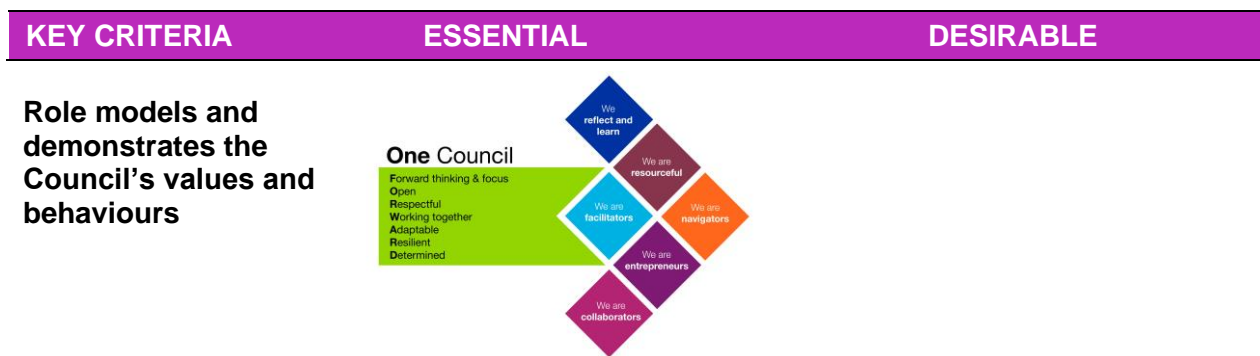 KEY CRITERIA ESSENTIAL DESIRABLE
Role models and
demonstrates the
Council's values and
behaviours
One Council
Forward thinking & focus
Open
Respectful
Working together
Adaptable
Resilient
Determined
We
reflect and
learn
We are
resourceful
We are
facilitators
We are
navigators
We are
entrepreneurs
We are
collaborators